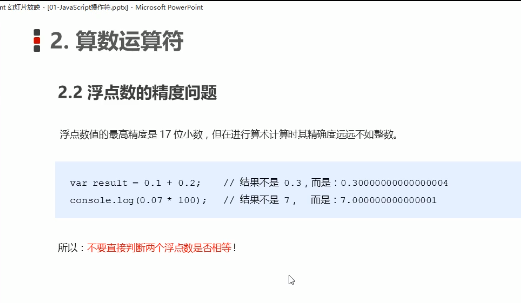 nt 幻灯片放映 - [01-JavaScript操作符.pptx] - Microsoft PowerPoint
2. 算数运算符
2.2 浮点数的精度问题
浮点数值的最高精度是 17 位小数，但在进行算术计算时其精确度远远不如整数。
var result = 0.1 + 0.2; // 结果不是 0.3，而是：0.30000000000000004
console.log(0.07 * 100); // 结果不是 7， 而是：7.000000000000001
所以：不要直接判断两个浮点数是否相等！